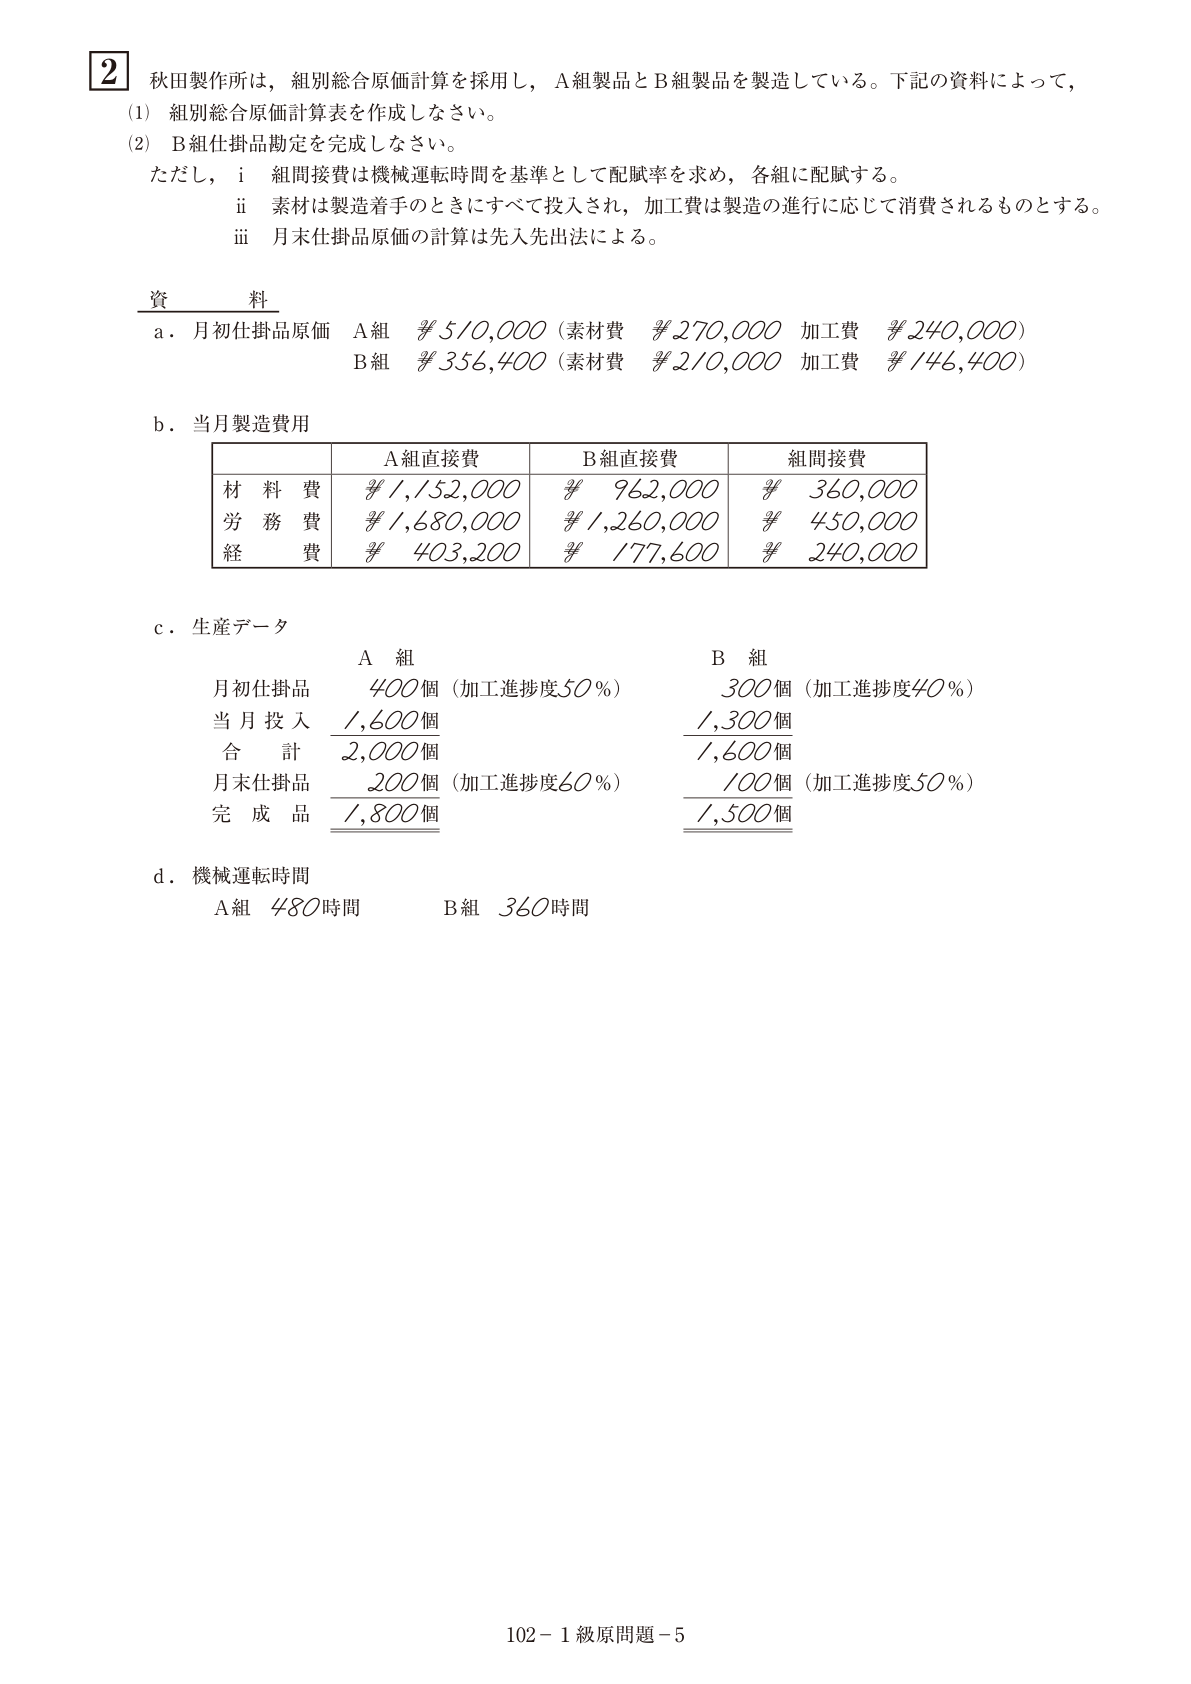 2 秋田製作所は，組別総合原価計算を採用し，Ａ組製品とＢ組製品を製造している。下記の資料によって，
⑴ 組別総合原価計算表を作成しなさい。
⑵ Ｂ組仕掛品勘定を完成しなさい。
ただし，ⅰ 組間接費は機械運転時間を基準として配賦率を求め，各組に配賦する。
ⅱ 素材は製造着手のときにすべて投入され，加工費は製造の進行に応じて消費されるものとする。
ⅲ 月末仕掛品原価の計算は先入先出法による。
資 料
ａ．月初仕掛品原価 Ａ組 ¥510,000（素材費 ¥270,000 加工費 ¥240,000）
Ｂ組 ¥356,400（素材費 ¥210,000 加工費 ¥146,400）
ｂ．当月製造費用
Ａ組直接費 Ｂ組直接費 組間接費
材料費 ¥1,152,000 ¥ 962,000 ¥ 360,000
労務費 ¥1,680,000 ¥1,260,000 ¥ 450,000
経費 ¥ 403,200 ¥ 177,600 ¥ 240,000
ｃ．生産データ
Ａ 組 Ｂ 組
月初仕掛品 400個（加工進捗度50％） 300個（加工進捗度40％）
当月投入 1,600個 1,300個
合計 2,000個 1,600個
月末仕掛品 200個（加工進捗度60％） 100個（加工進捗度50％）
完成品 1,800個 1,500個
ｄ．機械運転時間
Ａ組 480時間 Ｂ組 360時間
102－１級原問題－5